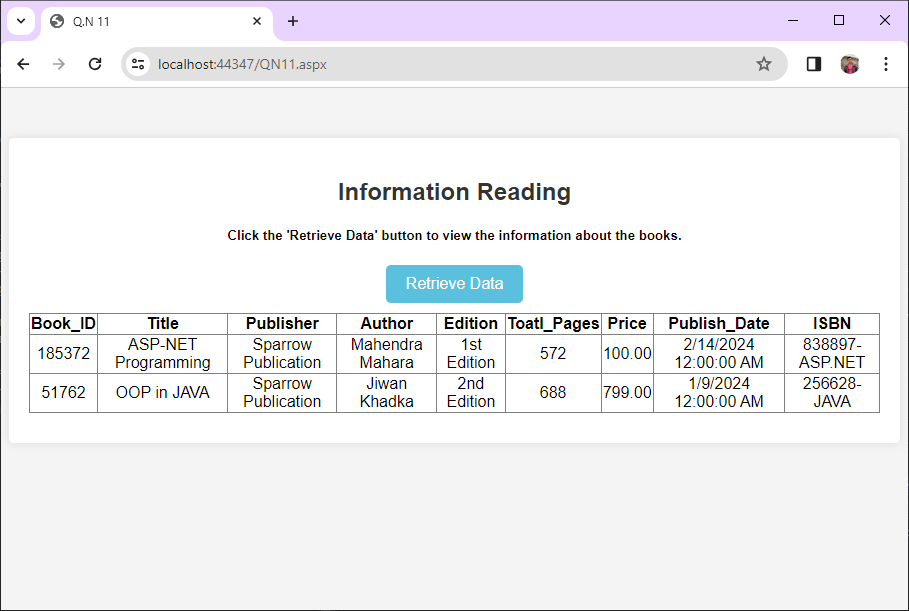 Q.N 11
localhost:44347/QN11.aspx
Information Reading
Click the 'Retrieve Data' button to view the information about the books.
Retrieve Data
Book_ID Title Publisher Author Edition Toatl_Pages Price Publish_Date ISBN
185372 ASP-NET Programming Sparrow Publication Mahendra Mahara 1st Edition 572 100.00 2/14/2024 12:00:00 AM 838897-ASP.NET
51762 OOP in JAVA Sparrow Publication Jiwan Khadka 2nd Edition 688 799.00 1/9/2024 12:00:00 AM 256628-JAVA